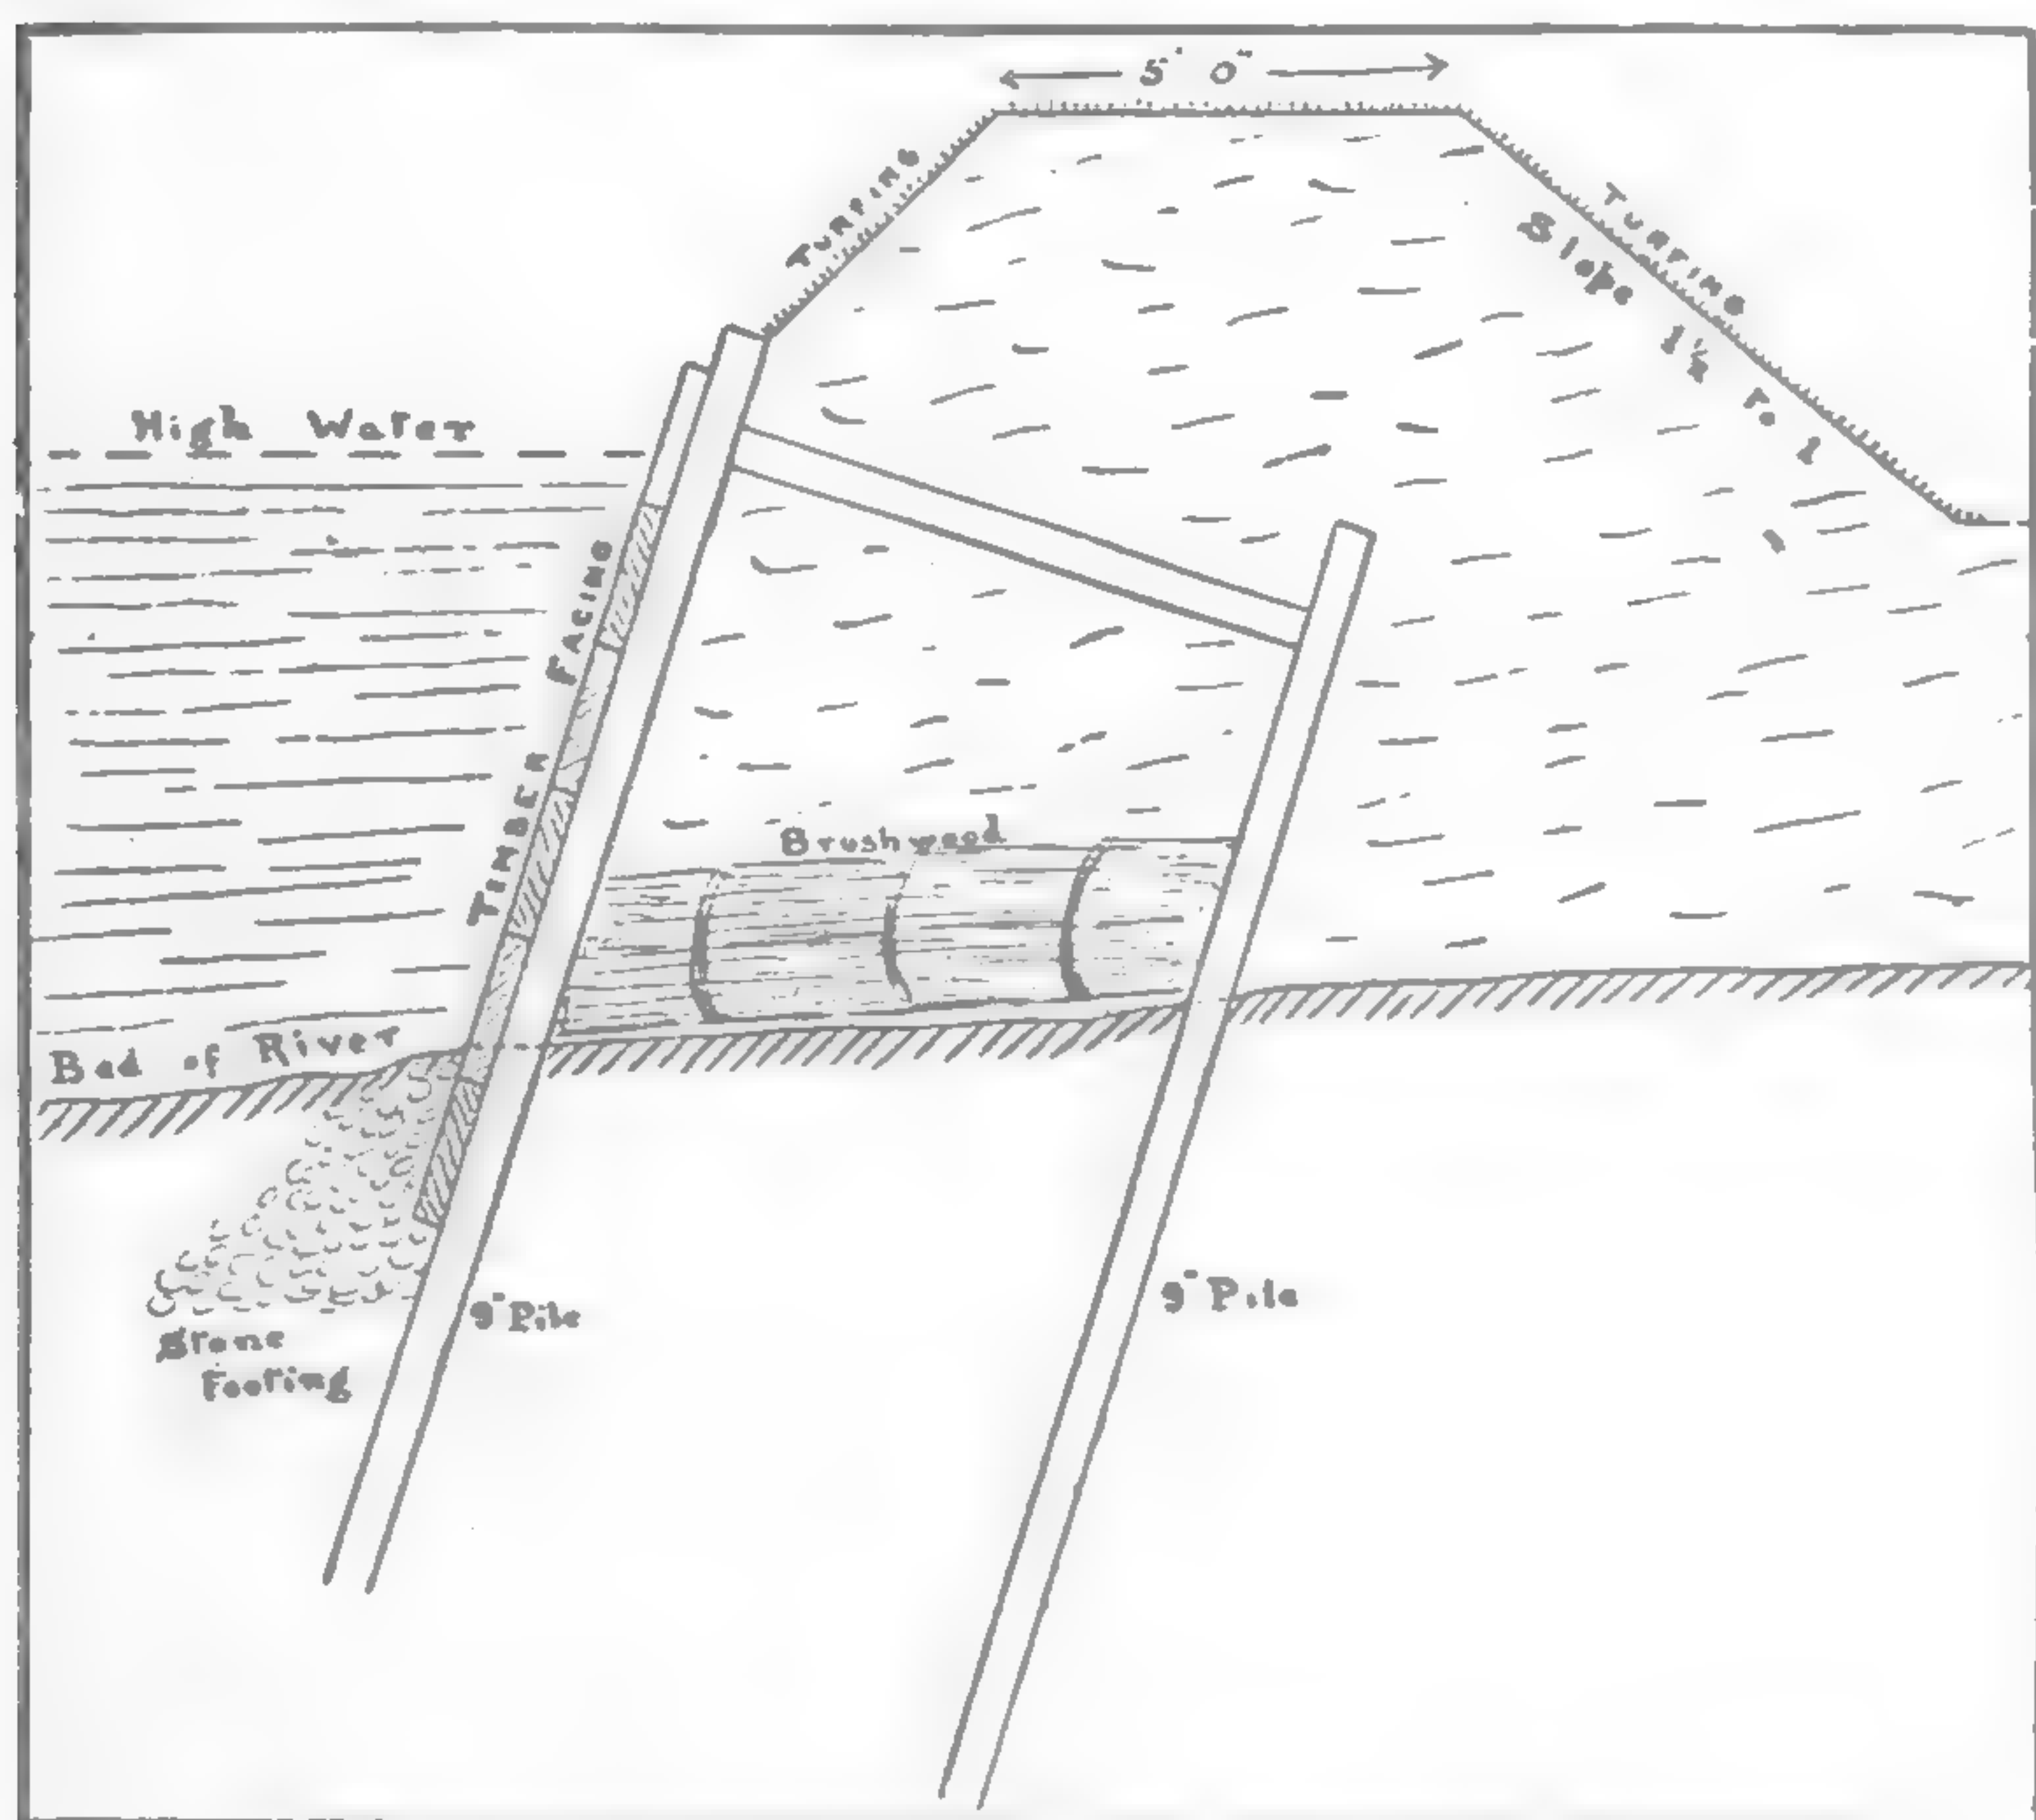 5' 0"
TURFING
TURFING
Slope 1½ To 1
High Water
TIMBER FACING
Brushwood
Bed of River
9" Pile
9" Pile
Stone
Footing